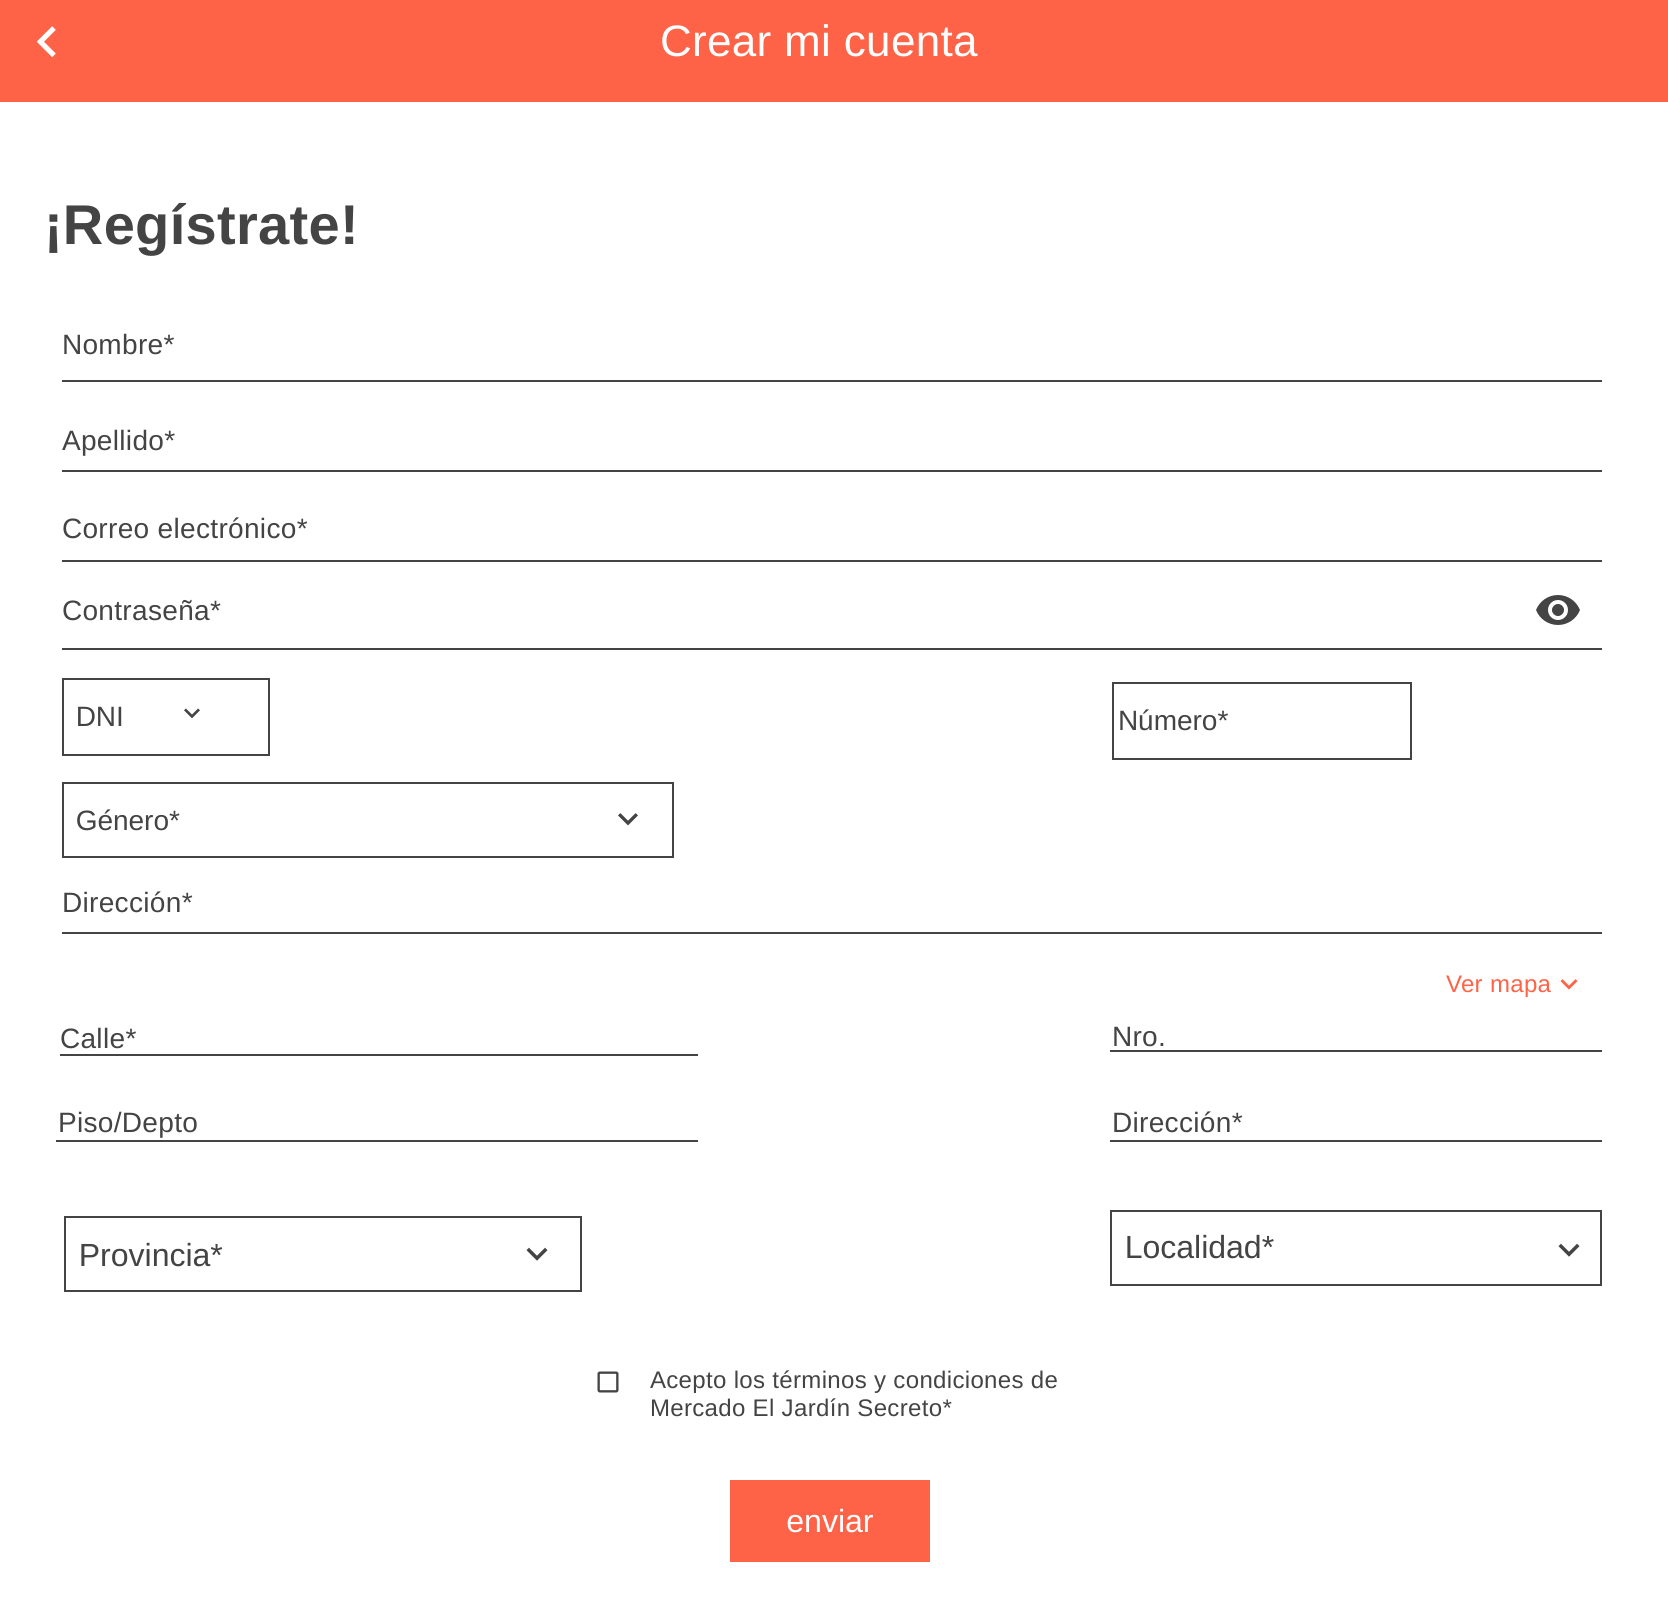 Crear mi cuenta
¡Regístrate!
Nombre*
Apellido*
Correo electrónico*
Contraseña*
DNI
Número*
Género*
Dirección*
Ver mapa
Calle*
Nro.
Piso/Depto
Dirección*
Provincia*
Localidad*
Acepto los términos y condiciones de
Mercado El Jardín Secreto*
enviar